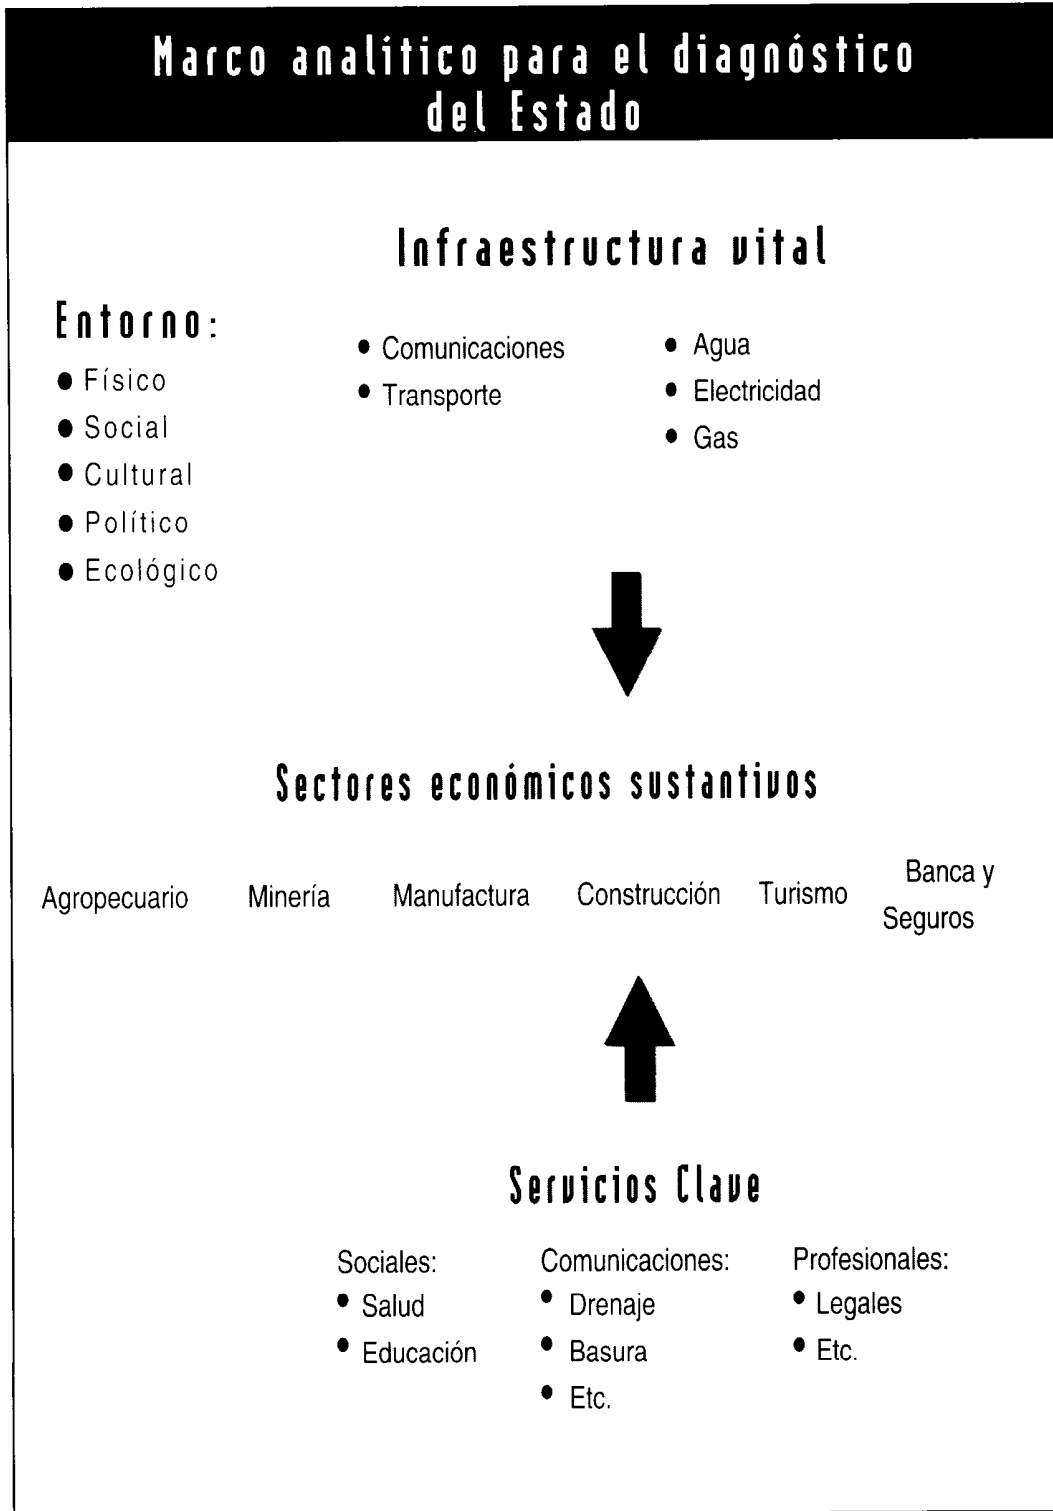 Marco analítico para el diagnóstico
del Estado
Infraestructura vital
Entorno:
• Físico
• Social
• Cultural
• Político
• Ecológico
• Comunicaciones
• Transporte
• Agua
• Electricidad
• Gas
Sectores económicos sustantivos
Agropecuario Minería Manufactura Construcción Turismo Banca y
Seguros
Servicios Clave
Sociales:
• Salud
• Educación
Comunicaciones:
• Drenaje
• Basura
• Etc.
Profesionales:
• Legales
• Etc.